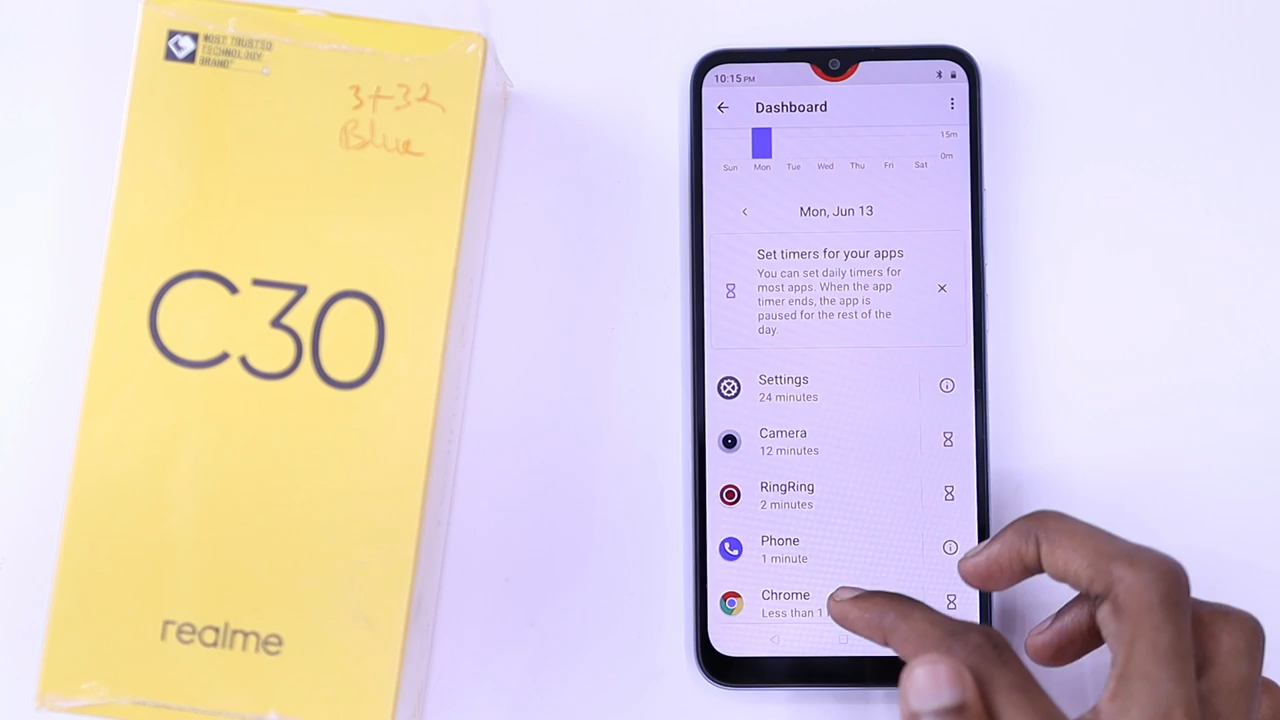 MOST TRUSTED
TECHNOLOGY
BRAND*
3+32
Blue
C30
realme
10:15 PM
Dashboard
15m
0m
Sun Mon Tue Wed Thu Fri Sat
Mon, Jun 13
Set timers for your apps
You can set daily timers for
most apps. When the app
timer ends, the app is
paused for the rest of the
day.
Settings
24 minutes
Camera
12 minutes
RingRing
2 minutes
Phone
1 minute
Chrome
Less than 1